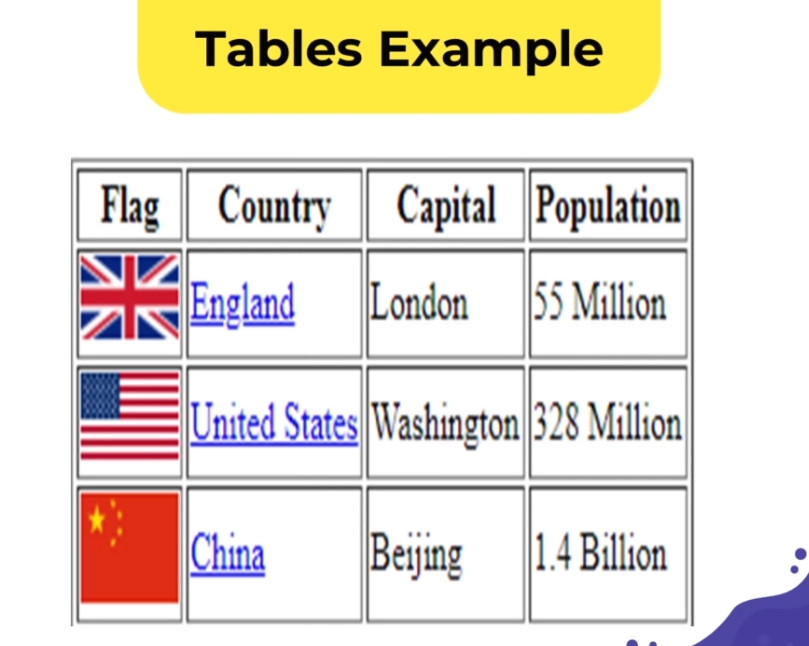 Tables Example
Flag Country Capital Population
England London 55 Million
United States Washington 328 Million
China Beijing 1.4 Billion